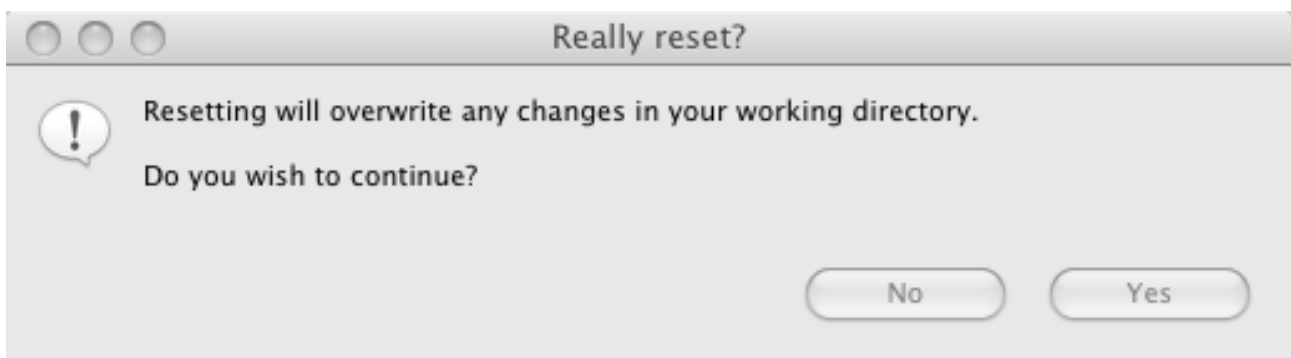 Really reset?
Resetting will overwrite any changes in your working directory.
Do you wish to continue?
No Yes